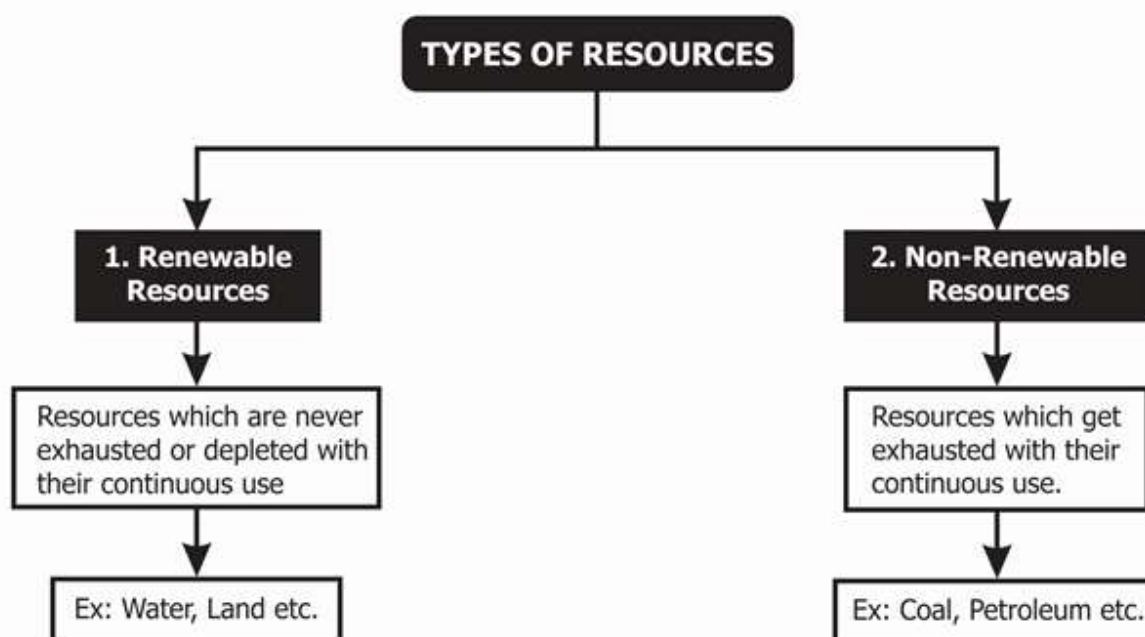 TYPES OF RESOURCES
1. Renewable
Resources
Resources which are never
exhausted or depleted with
their continuous use
Ex: Water, Land etc.
2. Non-Renewable
Resources
Resources which get
exhausted with their
continuous use.
Ex: Coal, Petroleum etc.